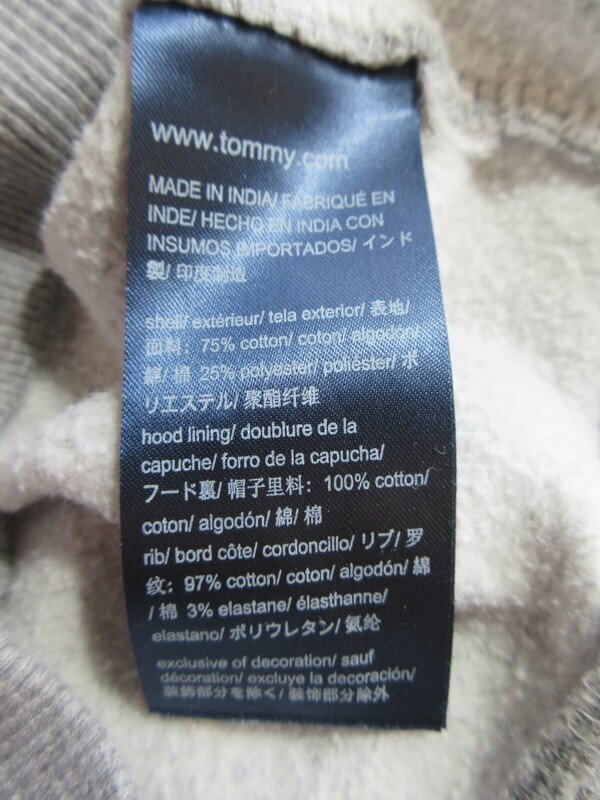 www.tommy.com
MADE IN INDIA/ FABRIQUÉ EN
INDE/ HECHO EN INDIA CON
INSUMOS IMPORTADOS/ インド
製/ 印度制造
shell/ extérieur/ tela exterior/ 表地/
面料: 75% cotton/ coton/ algodón/
綿/ 棉 25% polyester/ poliéster/ ポ
リエステル/ 聚酯纤维
hood lining/ doublure de la
capuche/ forro de la capucha/
フード裏/ 帽子里料: 100% cotton/
coton/ algodón/ 綿/ 棉
rib/ bord côte/ cordoncillo/ リブ/ 罗
纹: 97% cotton/ coton/ algodón/ 綿
/ 棉 3% elastane/ élasthanne/
elastano/ ポリウレタン/ 氨纶
exclusive of decoration/ sauf
décoration/ excluye la decoración/
装飾部分を除く/ 装饰部分除外